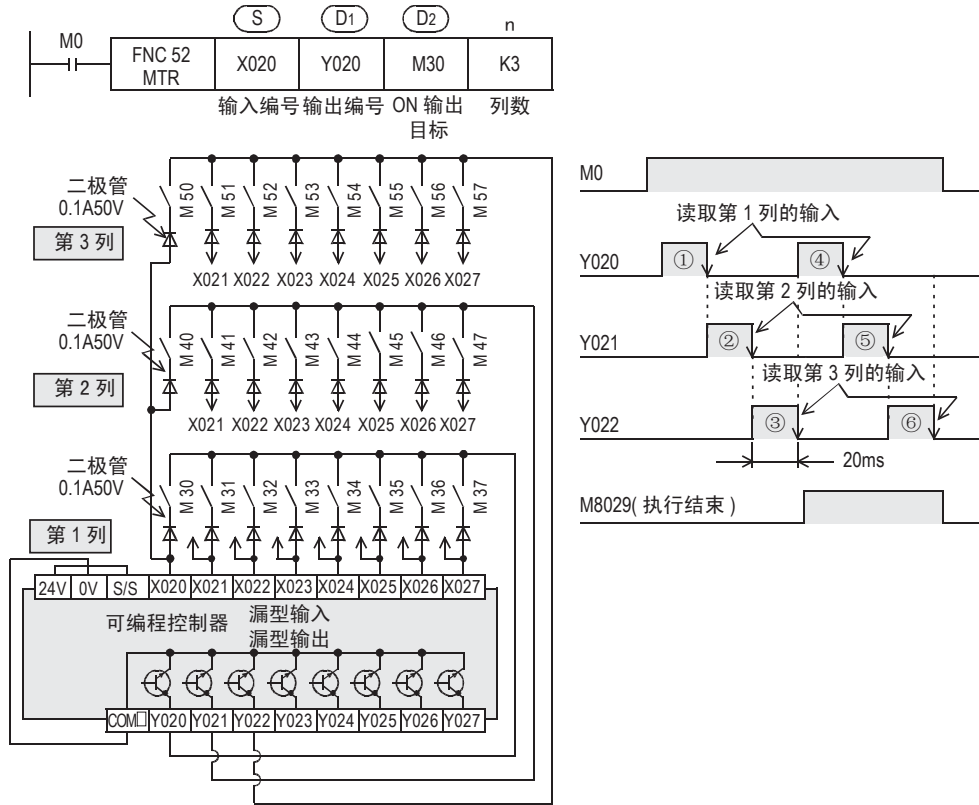 S D1 D2 n
M0
FNC 52 MTR X020 Y020 M30 K3
输入编号 输出编号 ON 输出目标 列数
二极管
0.1A50V
第 3 列
M 50 M 51 M 52 M 53 M 54 M 55 M 56 M 57
X021 X022 X023 X024 X025 X026 X027
二极管
0.1A50V
第 2 列
M 40 M 41 M 42 M 43 M 44 M 45 M 46 M 47
X021 X022 X023 X024 X025 X026 X027
二极管
0.1A50V
第 1 列
M 30 M 31 M 32 M 33 M 34 M 35 M 36 M 37
24V 0V S/S X020 X021 X022 X023 X024 X025 X026 X027
可编程控制器 漏型输入
漏型输出
COM□ Y020 Y021 Y022 Y023 Y024 Y025 Y026 Y027
M0
读取第 1 列的输入
Y020 ① ④
读取第 2 列的输入
Y021 ② ⑤
读取第 3 列的输入
Y022 ③ ⑥
20ms
M8029( 执行结束 )